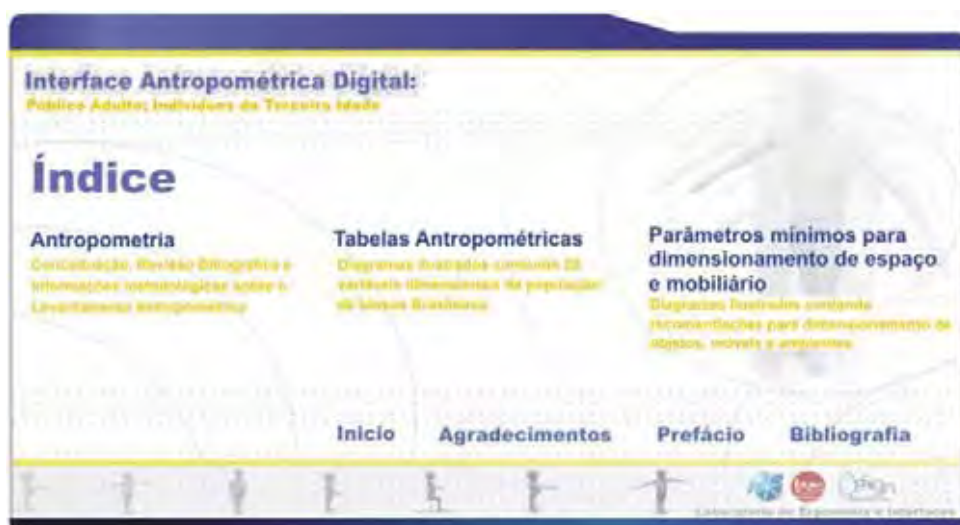 Interface Antropométrica Digital:
Público Adulto; Indivíduos da Terceira Idade
Índice
Antropometria
Conceituação, Revisão Bibliográfica e
informações metodológicas sobre o
Levantamento Antropométrico
Tabelas Antropométricas
Diagramas ilustrados contendo
variáveis dimensionais da população
de idosos Brasileiros
Parâmetros mínimos para
dimensionamento de espaço
e mobiliário
Diagramas ilustrados contendo
recomendações para dimensionamento de
objetos, móveis e ambientes
Inicio Agradecimentos Prefácio Bibliografia
Laboratório de Ergonomia e Interfaces